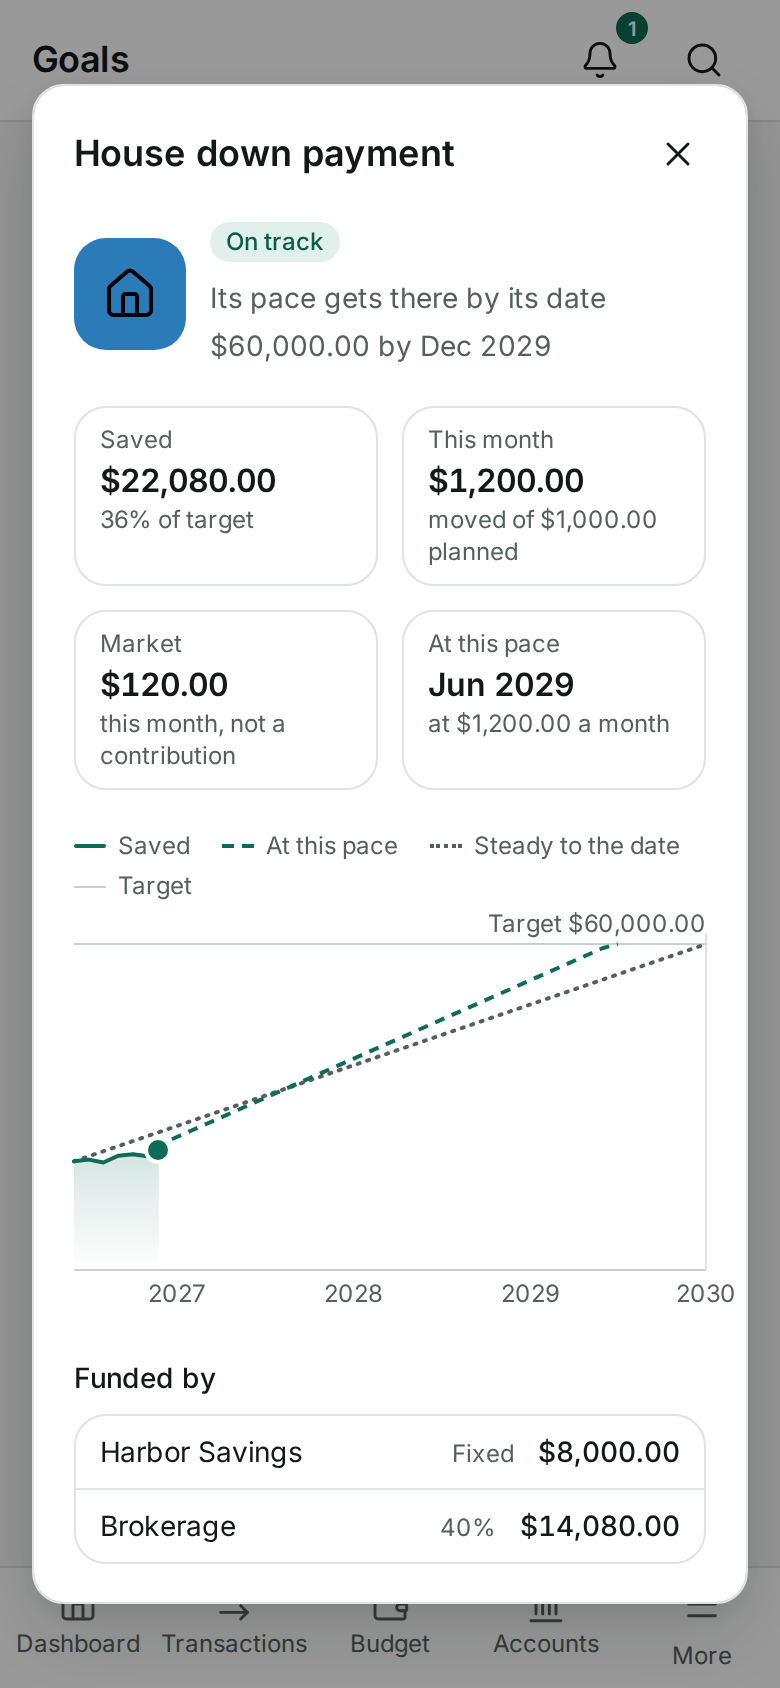 Goals
1
House down payment
On track
Its pace gets there by its date
$60,000.00 by Dec 2029
Saved
$22,080.00
36% of target
This month
$1,200.00
moved of $1,000.00
planned
Market
$120.00
this month, not a
contribution
At this pace
Jun 2029
at $1,200.00 a month
Saved
At this pace
Steady to the date
Target
Target $60,000.00
2027
2028
2029
2030
Funded by
Harbor Savings
Fixed
$8,000.00
Brokerage
40%
$14,080.00
Dashboard
Transactions
Budget
Accounts
More